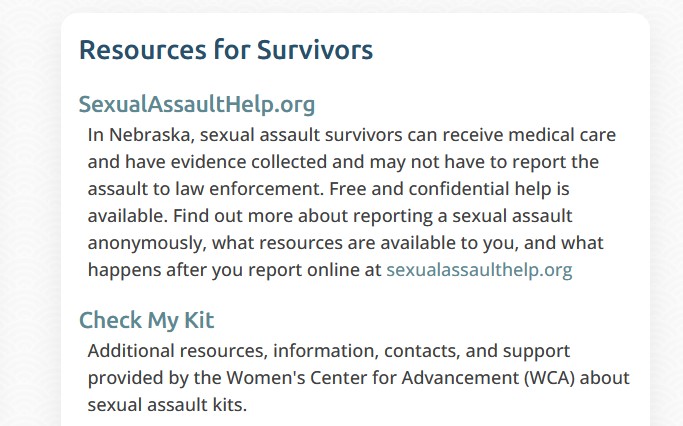 Resources for Survivors
SexualAssaultHelp.org
In Nebraska, sexual assault survivors can receive medical care
and have evidence collected and may not have to report the
assault to law enforcement. Free and confidential help is
available. Find out more about reporting a sexual assault
anonymously, what resources are available to you, and what
happens after you report online at sexualassaulthelp.org
Check My Kit
Additional resources, information, contacts, and support
provided by the Women's Center for Advancement (WCA) about
sexual assault kits.